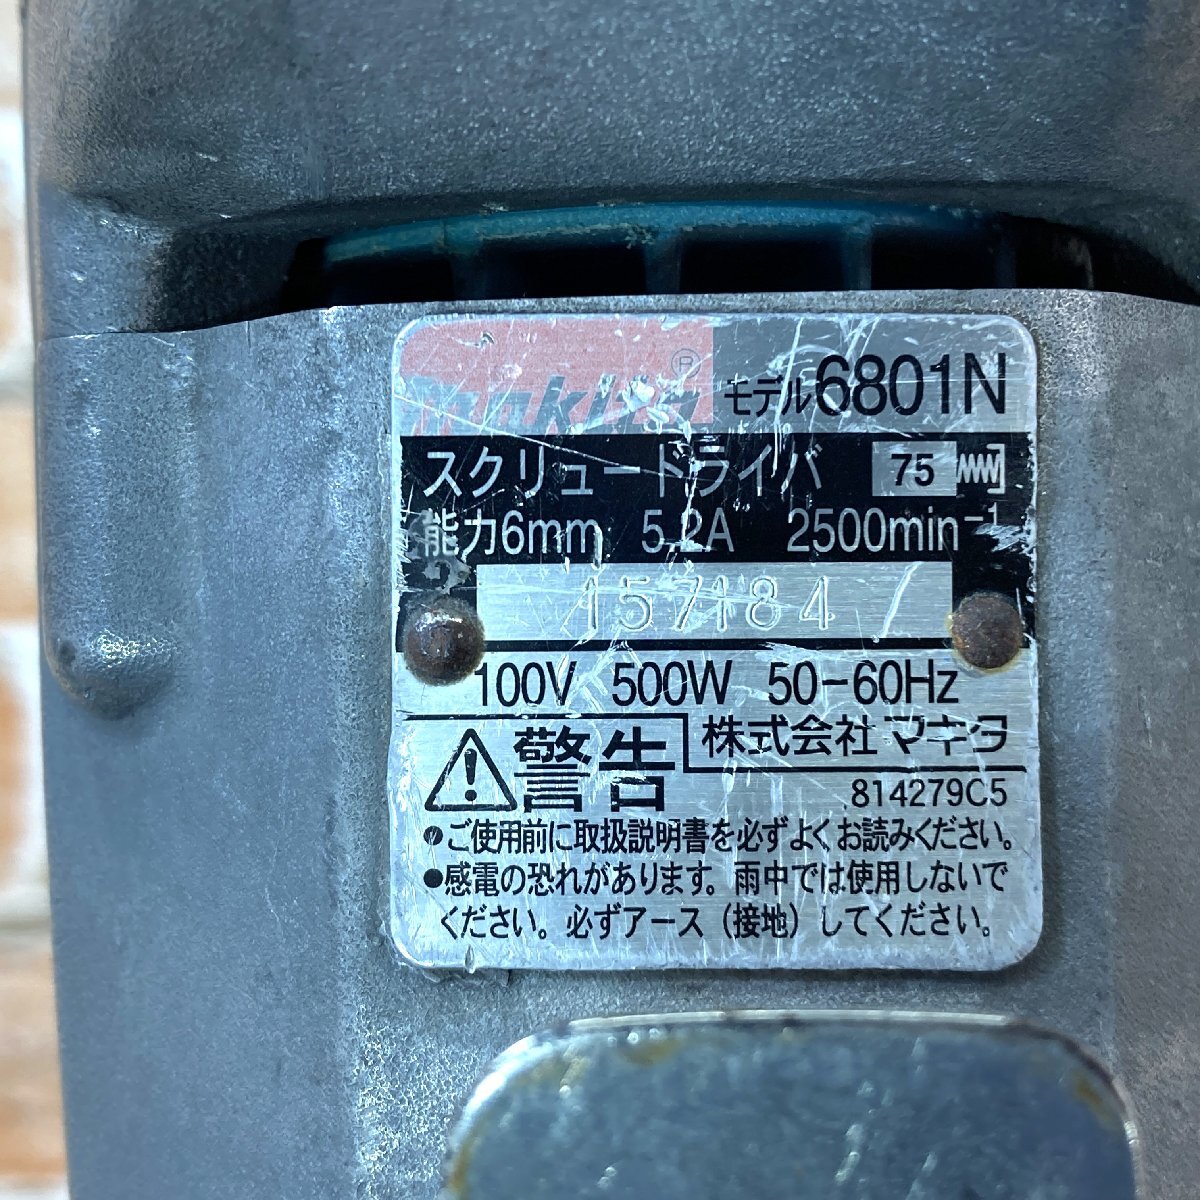 makita ®
モデル6801N
スクリュードライバ 75
能力6mm 5.2A 2500min⁻¹
157184
100V 500W 50-60Hz
株式会社マキタ
警告
814279C5
●ご使用前に取扱説明書を必ずよくお読みください。
●感電の恐れがあります。雨中では使用しないで
ください。必ずアース（接地）してください。